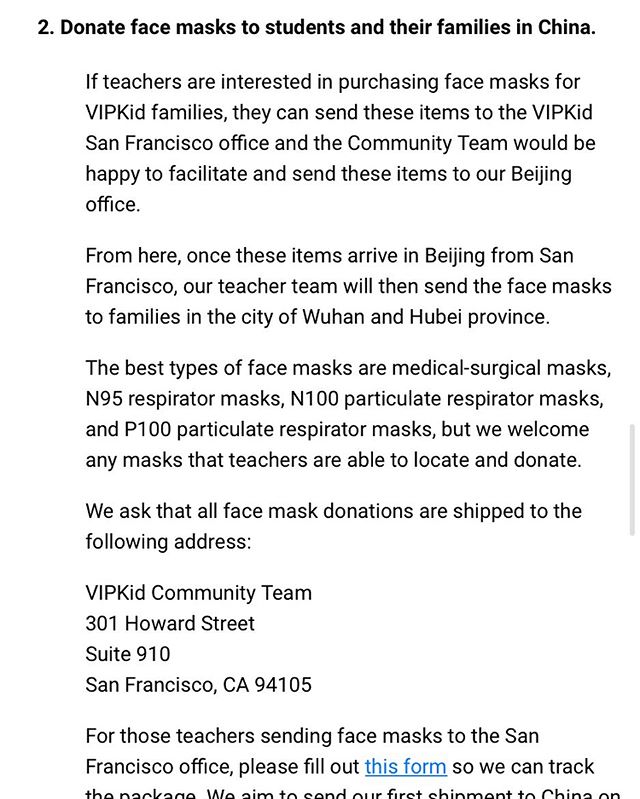 2. Donate face masks to students and their families in China.
If teachers are interested in purchasing face masks for
VIPKid families, they can send these items to the VIPKid
San Francisco office and the Community Team would be
happy to facilitate and send these items to our Beijing
office.
From here, once these items arrive in Beijing from San
Francisco, our teacher team will then send the face masks
to families in the city of Wuhan and Hubei province.
The best types of face masks are medical-surgical masks,
N95 respirator masks, N100 particulate respirator masks,
and P100 particulate respirator masks, but we welcome
any masks that teachers are able to locate and donate.
We ask that all face mask donations are shipped to the
following address:
VIPKid Community Team
301 Howard Street
Suite 910
San Francisco, CA 94105
For those teachers sending face masks to the San
Francisco office, please fill out this form so we can track
the package. We aim to send our first shipment to China on